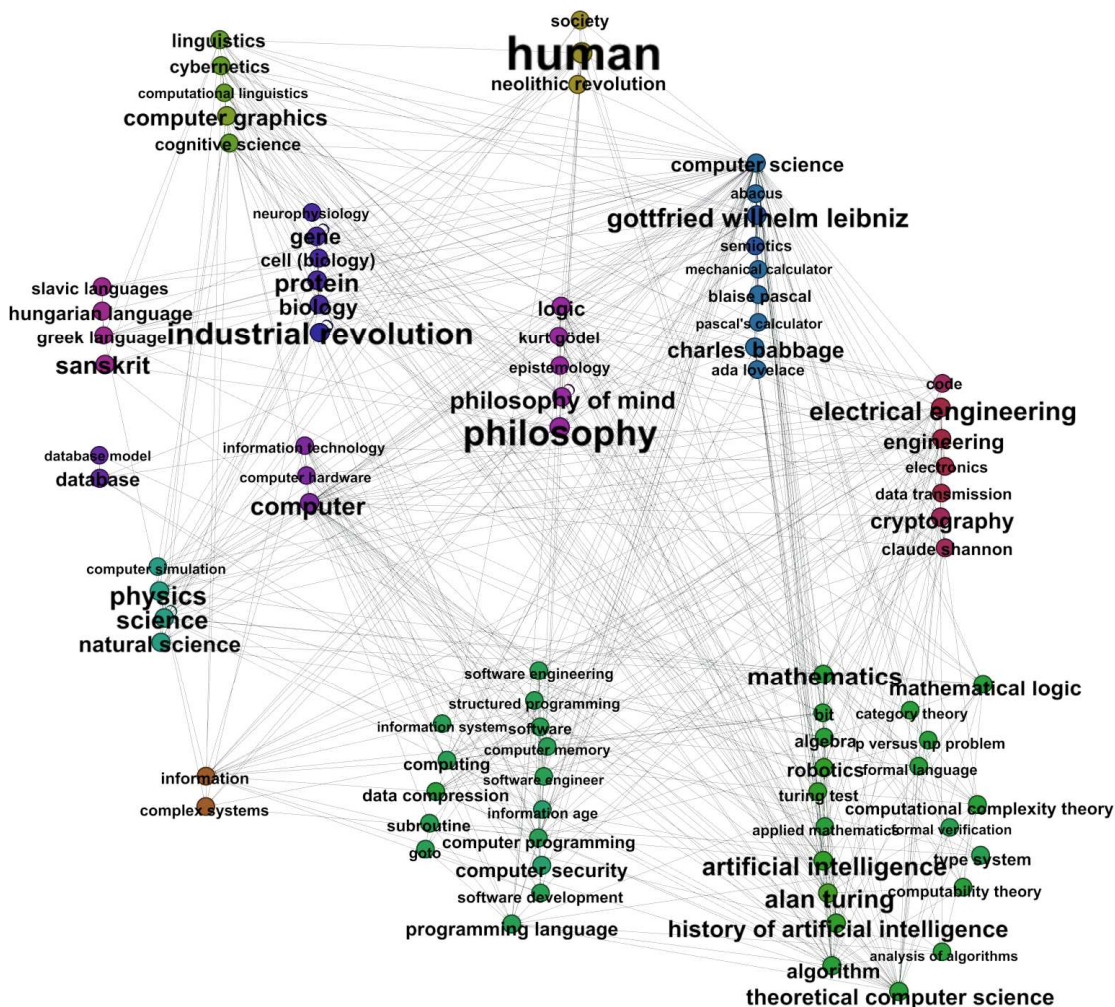 society
human
neolithic revolution
linguistics
cybernetics
computational linguistics
computer graphics
cognitive science
computer science
abacus
gottfried wilhelm leibniz
semiotics
mechanical calculator
blaise pascal
pascal's calculator
charles babbage
ada lovelace
neurophysiology
gene
cell (biology)
protein
biology
industrial revolution
slavic languages
hungarian language
greek language
sanskrit
logic
kurt gödel
epistemology
philosophy of mind
philosophy
code
electrical engineering
engineering
electronics
data transmission
cryptography
claude shannon
database model
database
information technology
computer hardware
computer
computer simulation
physics
science
natural science
information
complex systems
software engineering
structured programming
information system
software
computer memory
computing
software engineer
data compression
information age
subroutine
computer programming
goto
computer security
software development
programming language
mathematics
mathematical logic
bit
category theory
algebra
p versus np problem
robotics
formal language
turing test
computational complexity theory
applied mathematics
formal verification
artificial intelligence
type system
alan turing
computability theory
history of artificial intelligence
analysis of algorithms
algorithm
theoretical computer science